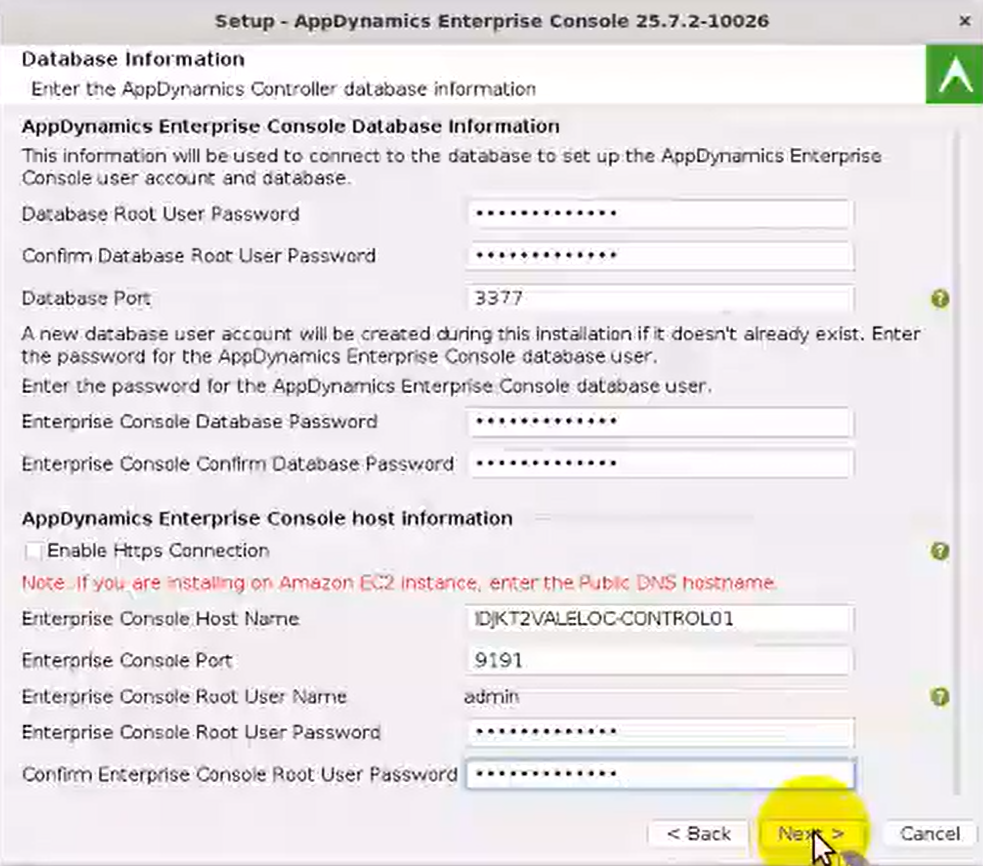 Setup - AppDynamics Enterprise Console 25.7.2-10026
Database Information
Enter the AppDynamics Controller database information
AppDynamics Enterprise Console Database Information
This information will be used to connect to the database to set up the AppDynamics Enterprise
Console user account and database.
Database Root User Password •••••••••••••
Confirm Database Root User Password •••••••••••••
Database Port 3377
A new database user account will be created during this installation if it doesn't already exist. Enter
the password for the AppDynamics Enterprise Console database user.
Enter the password for the AppDynamics Enterprise Console database user.
Enterprise Console Database Password •••••••••••••
Enterprise Console Confirm Database Password •••••••••••••
AppDynamics Enterprise Console host information
Enable Https Connection
Note. If you are installing on Amazon EC2 instance, enter the Public DNS hostname.
Enterprise Console Host Name IDJKT2VALELOC-CONTROL01
Enterprise Console Port 9191
Enterprise Console Root User Name admin
Enterprise Console Root User Password •••••••••••••
Confirm Enterprise Console Root User Password •••••••••••••
< Back Next > Cancel